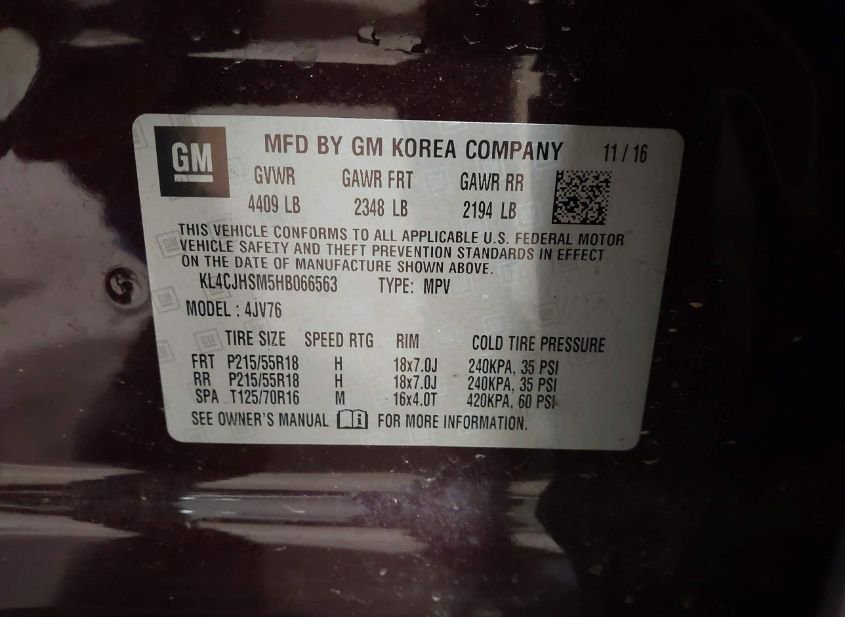 GM MFD BY GM KOREA COMPANY 11 / 16
GVWR GAWR FRT GAWR RR
4409 LB 2348 LB 2194 LB
THIS VEHICLE CONFORMS TO ALL APPLICABLE U.S. FEDERAL MOTOR
VEHICLE SAFETY AND THEFT PREVENTION STANDARDS IN EFFECT
ON THE DATE OF MANUFACTURE SHOWN ABOVE.
KL4CJHSM5HB066563 TYPE: MPV
MODEL : 4JV76
TIRE SIZE SPEED RTG RIM COLD TIRE PRESSURE
FRT P215/55R18 H 18x7.0J 240KPA, 35 PSI
RR P215/55R18 H 18x7.0J 240KPA, 35 PSI
SPA T125/70R16 M 16x4.0T 420KPA, 60 PSI
SEE OWNER'S MANUAL FOR MORE INFORMATION.